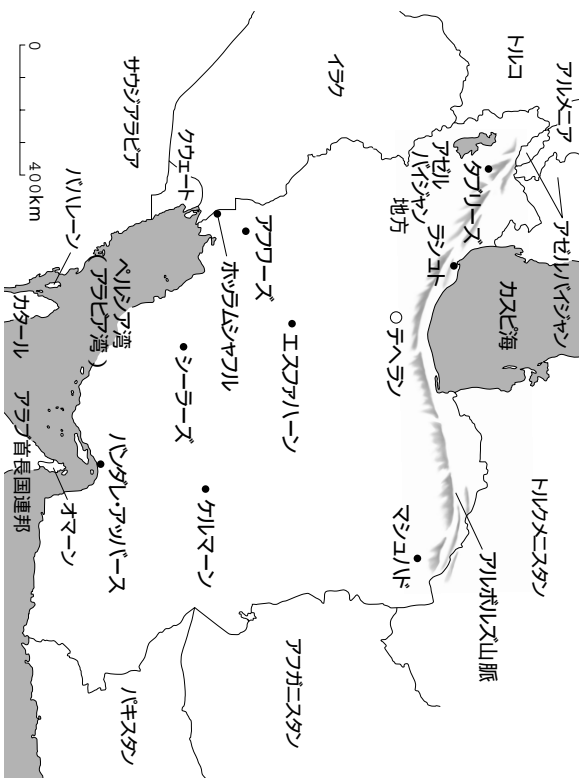 トルコ
アルメニア
アゼルバイジャン
カスピ海
トルクメニスタン
タブリーズ
アゼル
バイジャン
地方
ラシュト
テヘラン
マシュハド
アルボルズ山脈
イラク
エスファハーン
アフワーズ
ホッラムシャフル
シーラーズ
ケルマーン
アフガニスタン
クウェート
サウジアラビア
バハレーン
ペルシア湾
(アラビア湾)
カタール
アラブ首長国連邦
オマーン
バンダレ・アッバース
パキスタン
0
400km